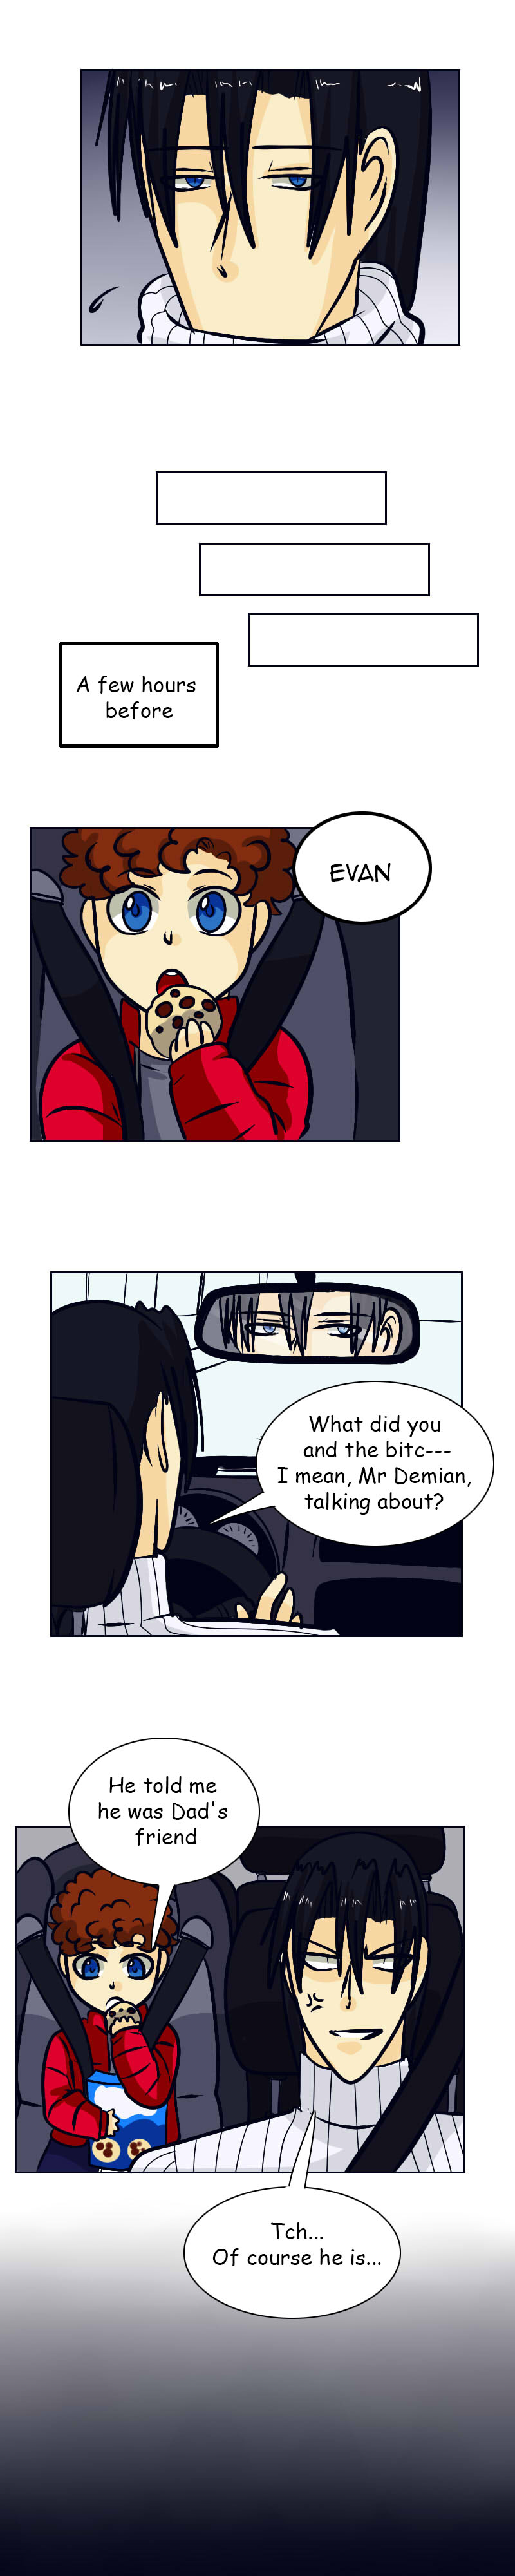 A few hours
before
EVAN
What did you
and the bitc---
I mean, Mr Demian,
talking about?
He told me
he was Dad's
friend
Tch...
Of course he is...